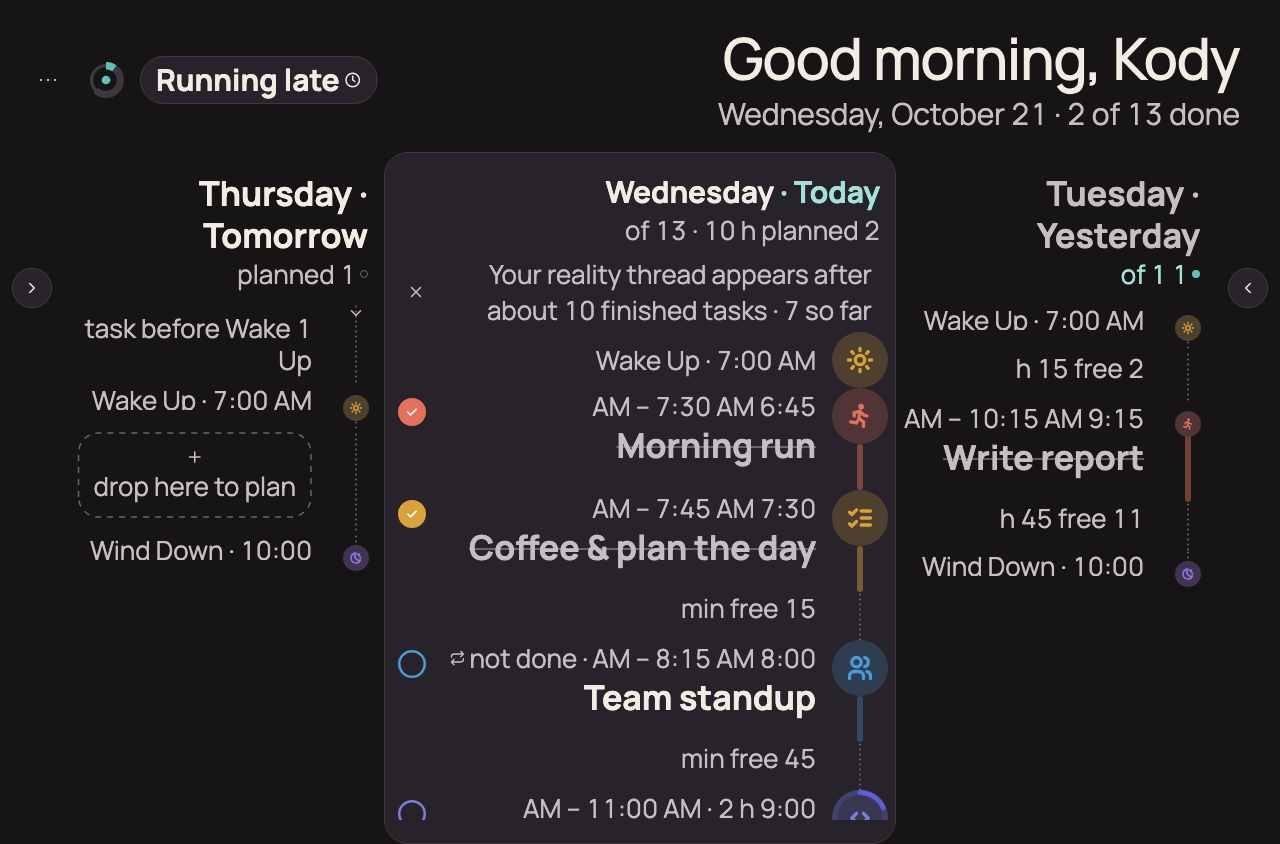 Good morning, Kody
Wednesday, October 21 · 2 of 13 done
Running late
...
Tuesday ·
Yesterday
of 1 1
Wake Up · 7:00 AM
h 15 free 2
AM – 10:15 AM 9:15
Write report
h 45 free 11
Wind Down · 10:00
Wednesday · Today
of 13 · 10 h planned 2
Your reality thread appears after
about 10 finished tasks · 7 so far
Wake Up · 7:00 AM
AM – 7:30 AM 6:45
Morning run
AM – 7:45 AM 7:30
Coffee & plan the day
min free 15
not done · AM – 8:15 AM 8:00
Team standup
min free 45
AM – 11:00 AM · 2 h 9:00
Thursday ·
Tomorrow
planned 1
task before Wake 1
Up
Wake Up · 7:00 AM
+
drop here to plan
Wind Down · 10:00